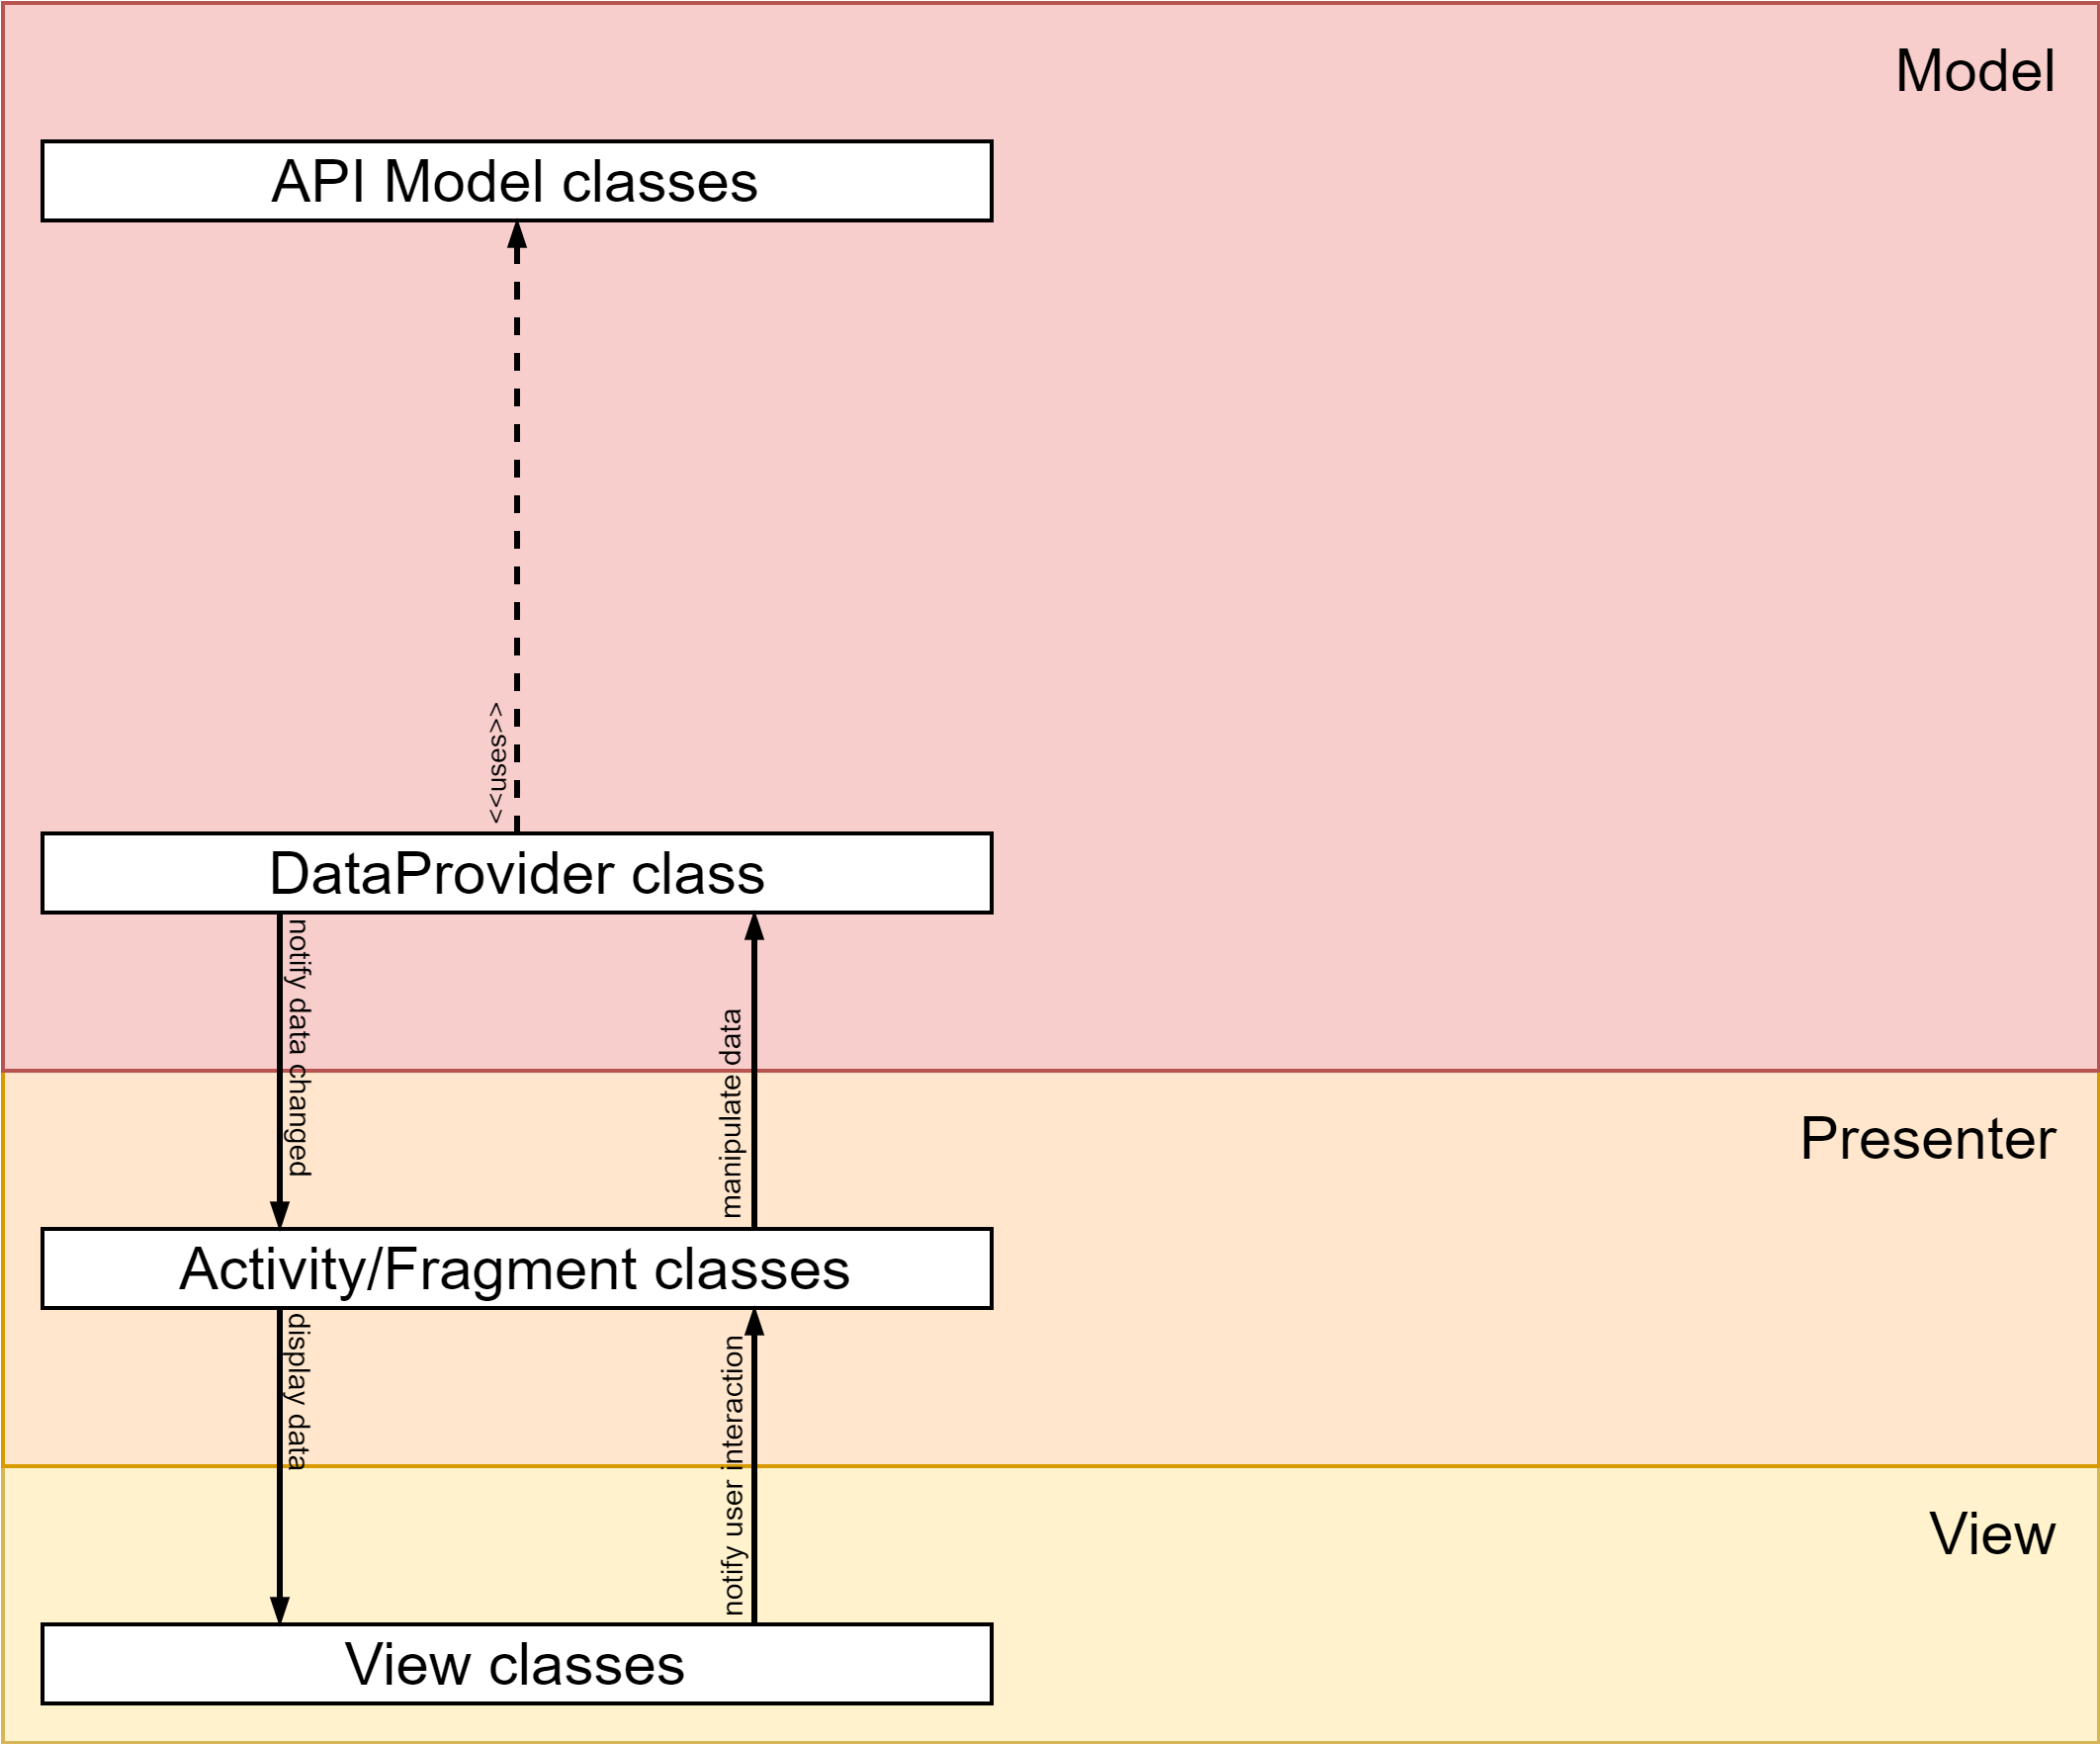 Model
API Model classes
<<uses>>
DataProvider class
notify data changed
manipulate data
Presenter
Activity/Fragment classes
display data
notify user interaction
View
View classes